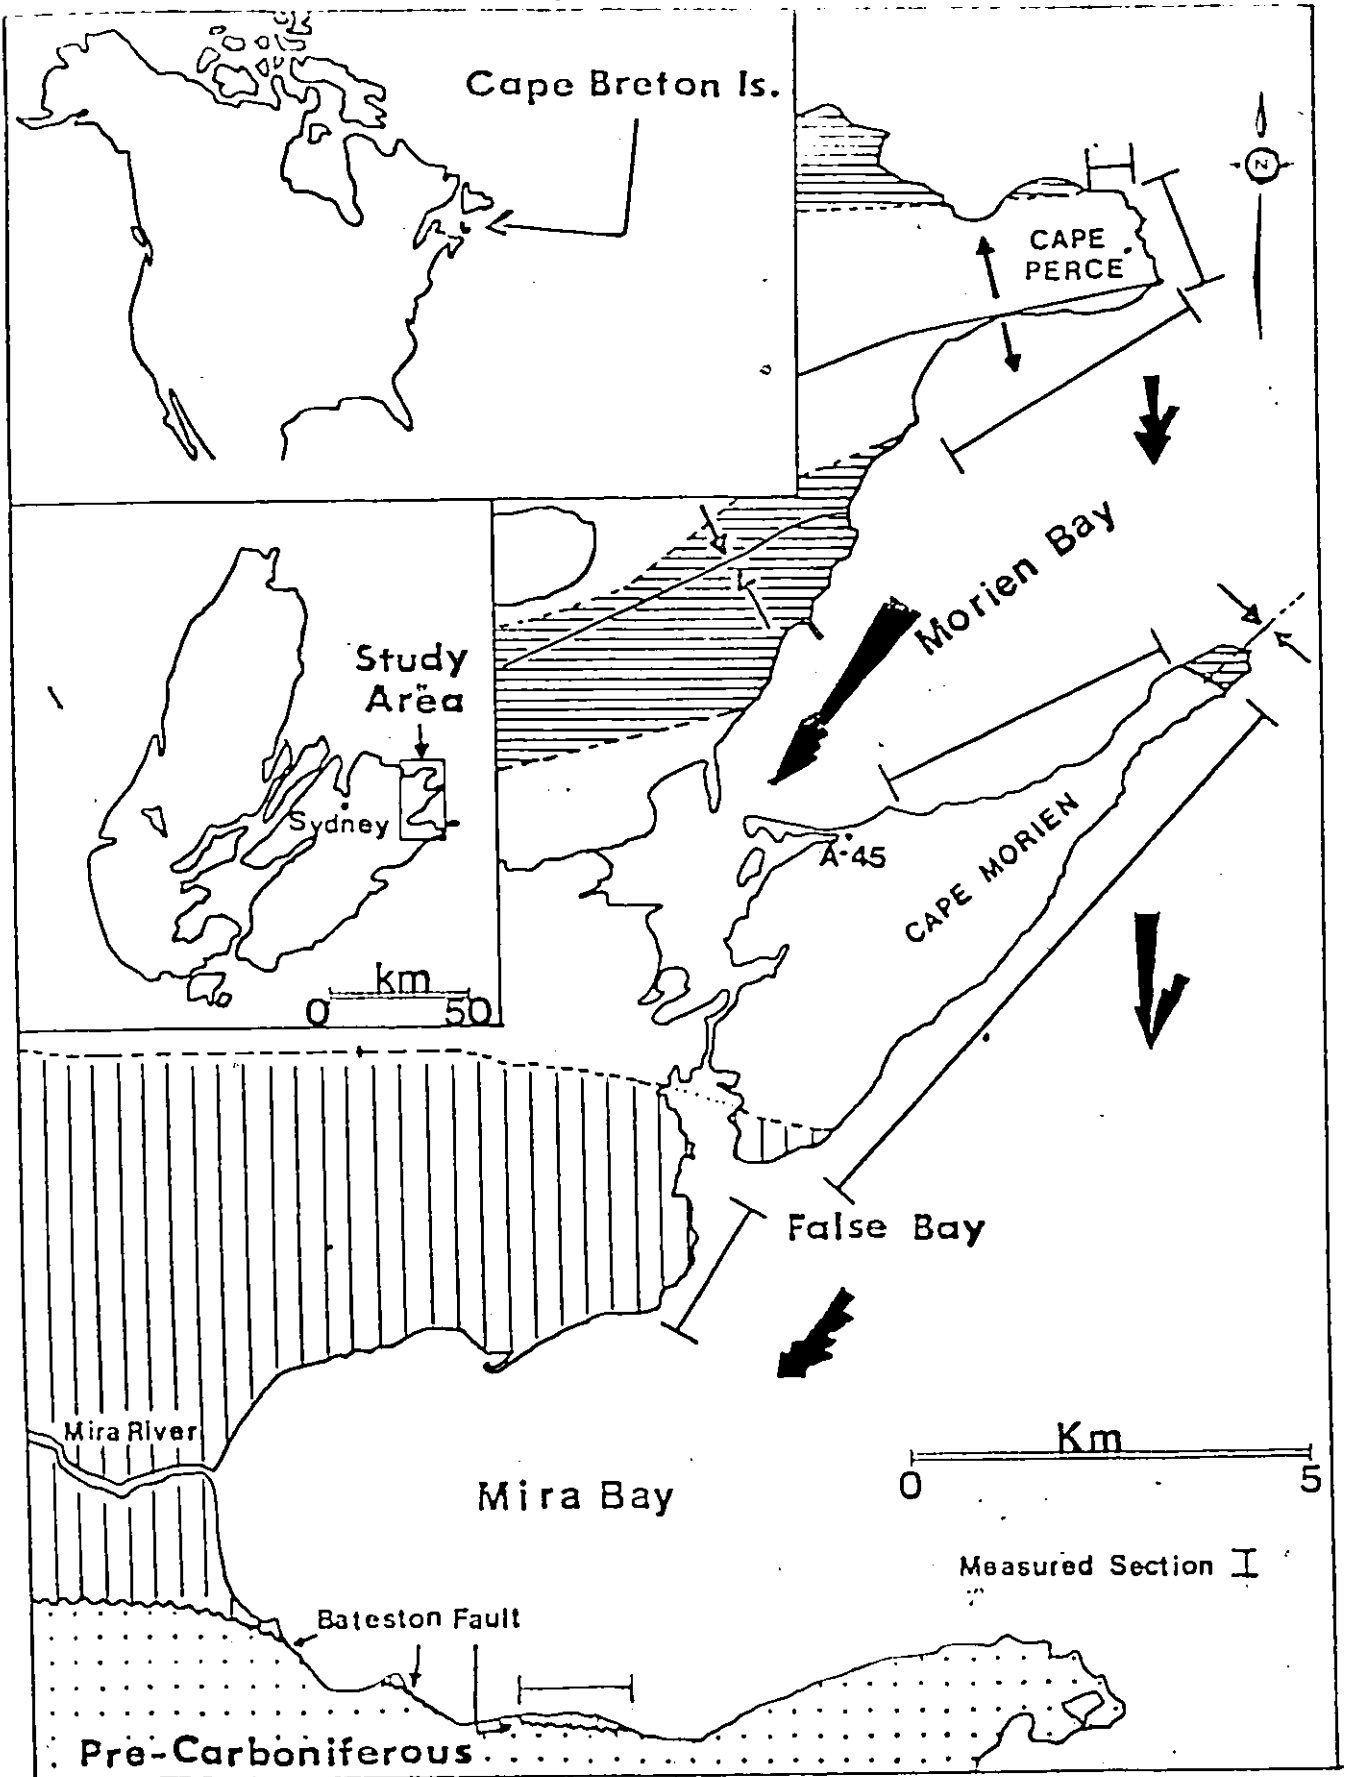 Cape Breton Is.
N
CAPE
PERCE
Morien Bay
Study
Area
Sydney
km
0 50
A-45
CAPE MORIEN
False Bay
Mira River
Km
0 5
Mira Bay
Measured Section
Bateston Fault
Pre-Carboniferous